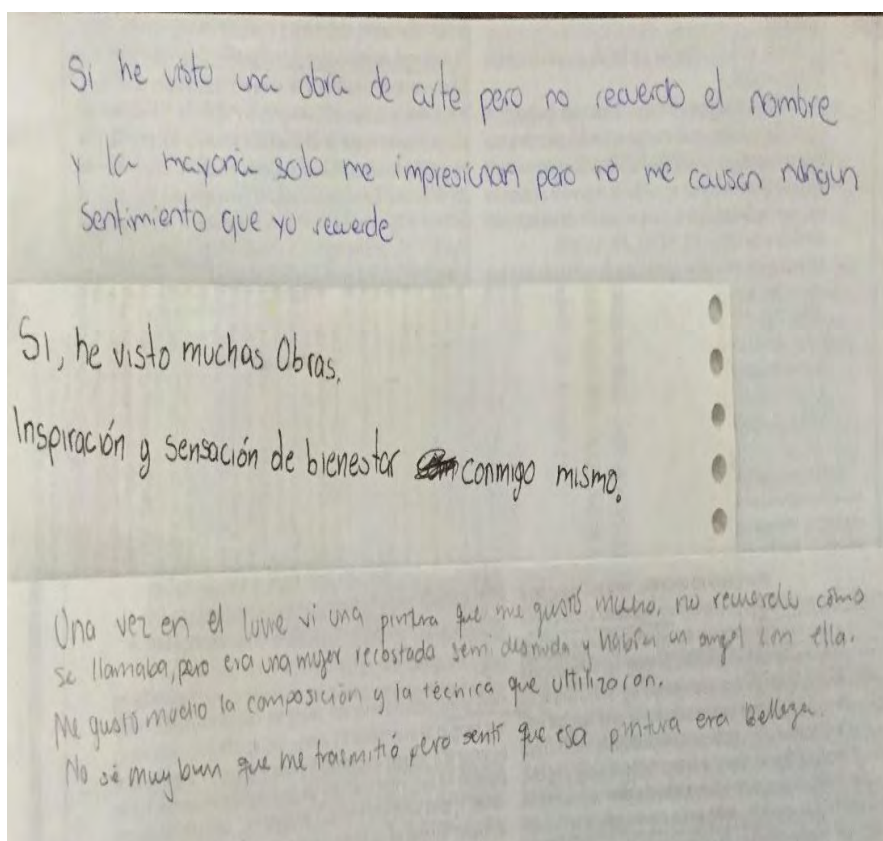 Si he visto una obra de arte pero no recuerdo el nombre
y la mayoria solo me impresionan pero no me causan ningun
sentimiento que yo recuerde
SI, he visto muchas Obras.
Inspiración y sensación de bienestar conmigo mismo.
Una vez en el louvre vi una pintura que me gustó mucho, no recuerdo cómo
se llamaba, pero era una mujer recostada semi desnuda y habían un angel con ella.
Me gustó mucho la composición y la técnica que ultilizaron.
No sé muy bien que me trasmitió pero sentí que esa pintura era Belleza.